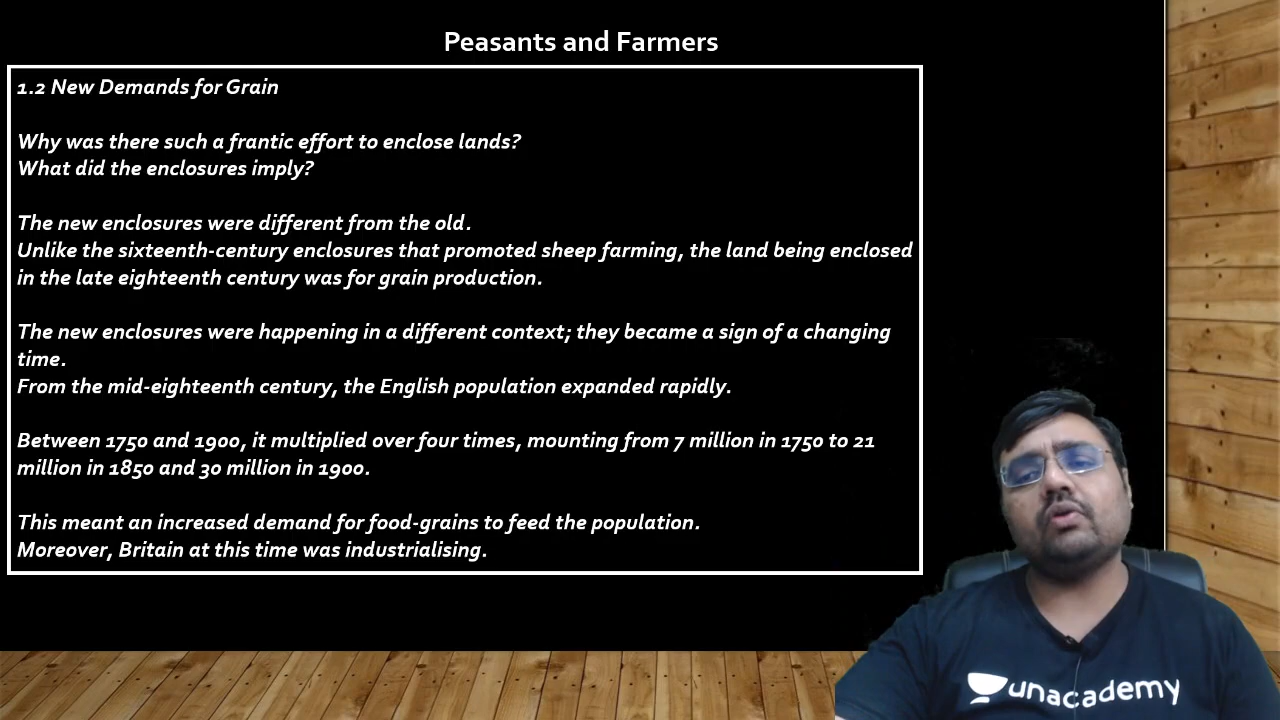 Peasants and Farmers
1.2 New Demands for Grain
Why was there such a frantic effort to enclose lands?
What did the enclosures imply?
The new enclosures were different from the old.
Unlike the sixteenth-century enclosures that promoted sheep farming, the land being enclosed
in the late eighteenth century was for grain production.
The new enclosures were happening in a different context; they became a sign of a changing
time.
From the mid-eighteenth century, the English population expanded rapidly.
Between 1750 and 1900, it multiplied over four times, mounting from 7 million in 1750 to 21
million in 1850 and 30 million in 1900.
This meant an increased demand for food-grains to feed the population.
Moreover, Britain at this time was industrialising.
unacademy